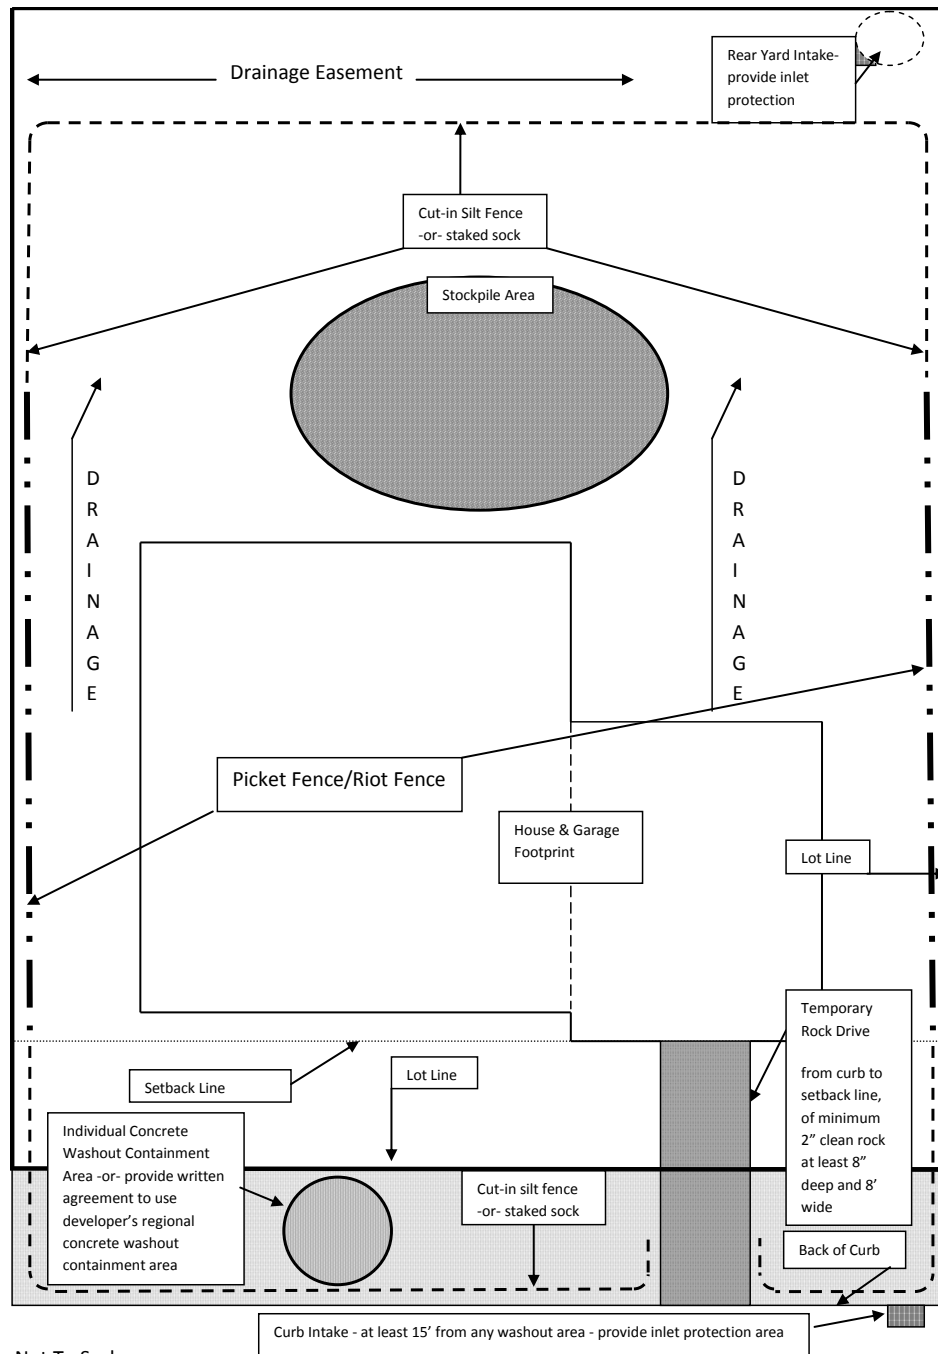 Drainage Easement
Rear Yard Intake-
provide inlet
protection
Cut-in Silt Fence
-or- staked sock
Stockpile Area
DRAINAGE
DRAINAGE
Picket Fence/Riot Fence
House & Garage
Footprint
Lot Line
Temporary
Rock Drive
from curb to
setback line,
of minimum
2” clean rock
at least 8”
deep and 8’
wide
Setback Line
Lot Line
Individual Concrete
Washout Containment
Area -or- provide written
agreement to use
developer’s regional
concrete washout
containment area
Cut-in silt fence
-or- staked sock
Back of Curb
Curb Intake - at least 15’ from any washout area - provide inlet protection area
Not To